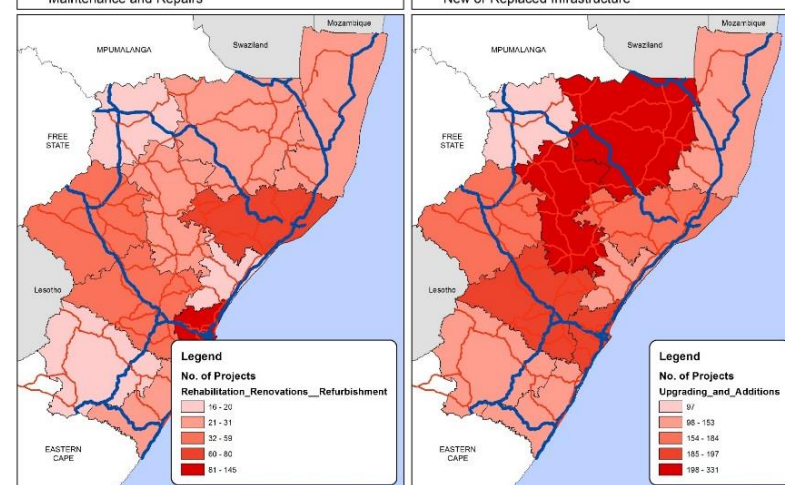 Maintenance and Repairs
New or Replaced Infrastructure
Mozambique
MPUMALANGA
Swaziland
FREE
STATE
Lesotho
EASTERN
CAPE
Legend
No. of Projects
Rehabilitation_Renovations__Refurbishment
16 - 20
21 - 31
32 - 59
60 - 80
81 - 145
Mozambique
MPUMALANGA
Swaziland
FREE
STATE
Lesotho
EASTERN
CAPE
Legend
No. of Projects
Upgrading_and_Additions
97
98 - 153
154 - 184
185 - 197
198 - 331